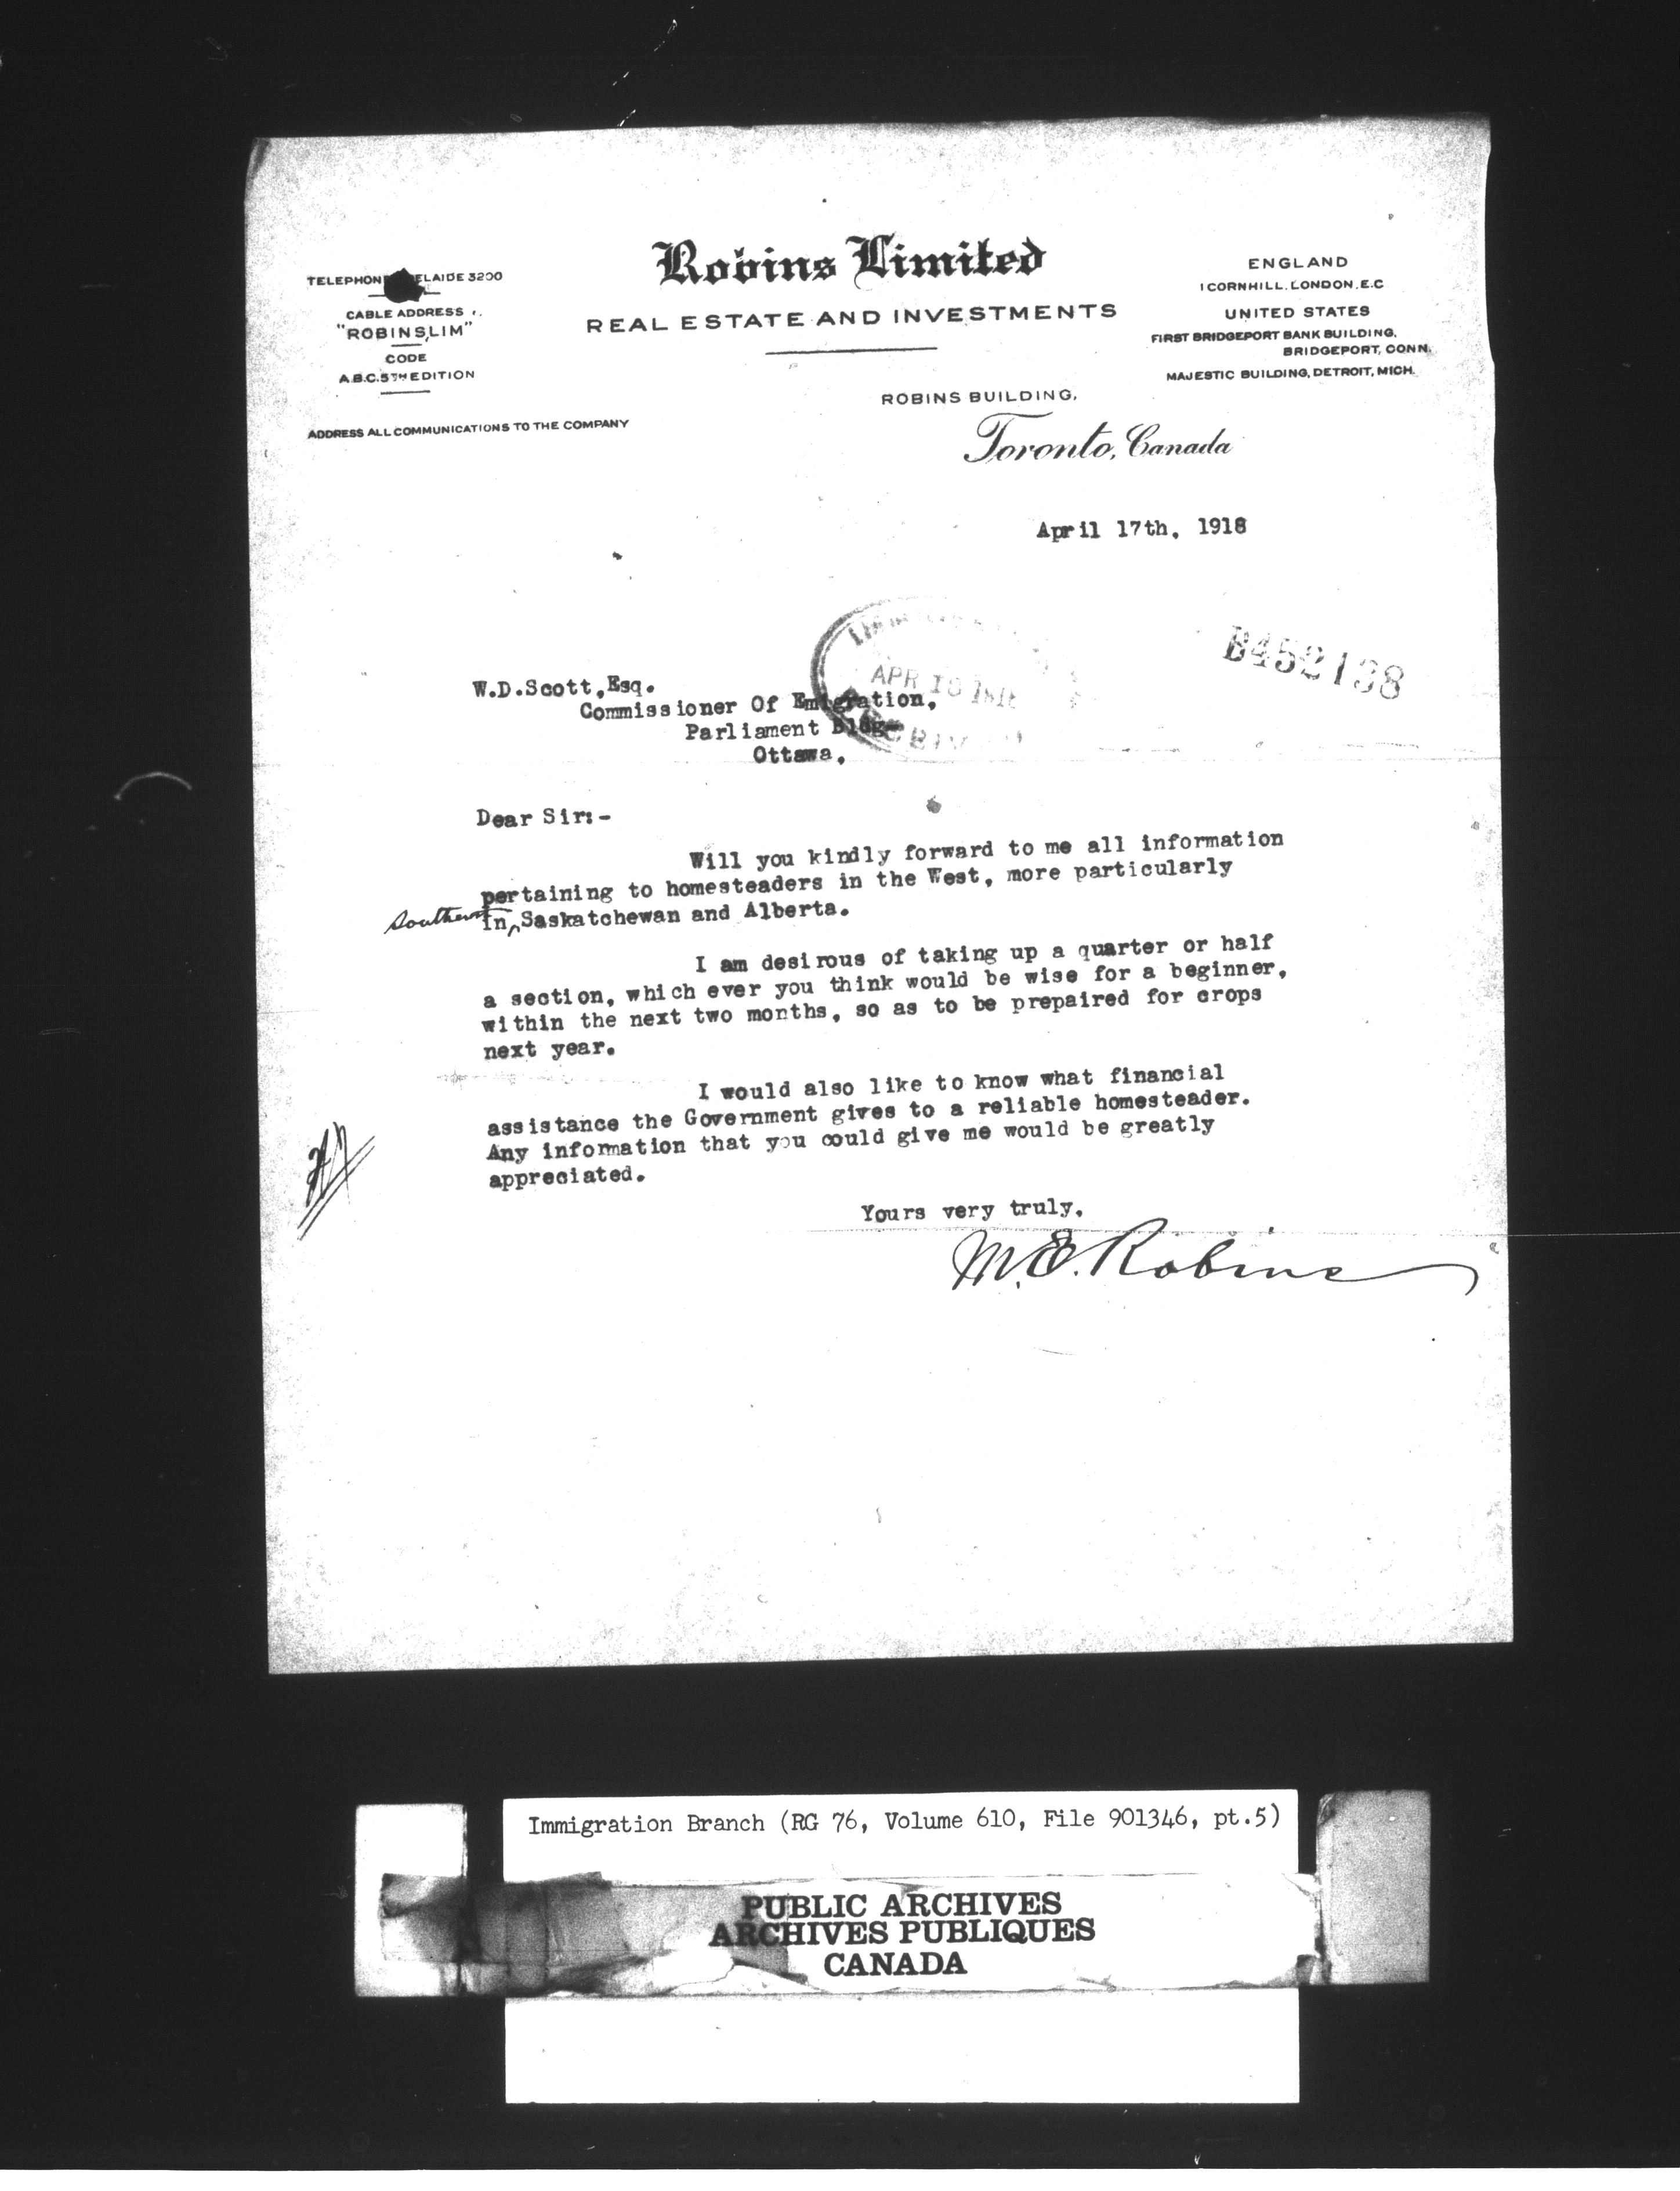 Robins Limited
REAL ESTATE AND INVESTMENTS
TELEPHON ELAIDE 3200
CABLE ADDRESS
"ROBINSLIM"
CODE
A.B.C. 5TH EDITION
ADDRESS ALL COMMUNICATIONS TO THE COMPANY
ENGLAND
1 CORNHILL, LONDON, E.C
UNITED STATES
FIRST BRIDGEPORT BANK BUILDING,
BRIDGEPORT, CONN.
MAJESTIC BUILDING, DETROIT, MICH.
ROBINS BUILDING,
Toronto, Canada
April 17th, 1918
B452138
APR
W.D.Scott,Esq.
Commissioner Of Emigration,
Parliament Bldg
Ottawa.
Dear Sir:-
Will you kindly forward to me all information
pertaining to homesteaders in the West, more particularly
in Southern Saskatchewan and Alberta.
I am desirous of taking up a quarter or half
a section, which ever you think would be wise for a beginner,
within the next two months, so as to be prepaired for crops
next year.
I would also like to know what financial
assistance the Government gives to a reliable homesteader.
Any information that you could give me would be greatly
appreciated.
Yours very truly,
M.E. Robins
Immigration Branch (RG 76, Volume 610, File 901346, pt.5)
PUBLIC ARCHIVES
ARCHIVES PUBLIQUES
CANADA